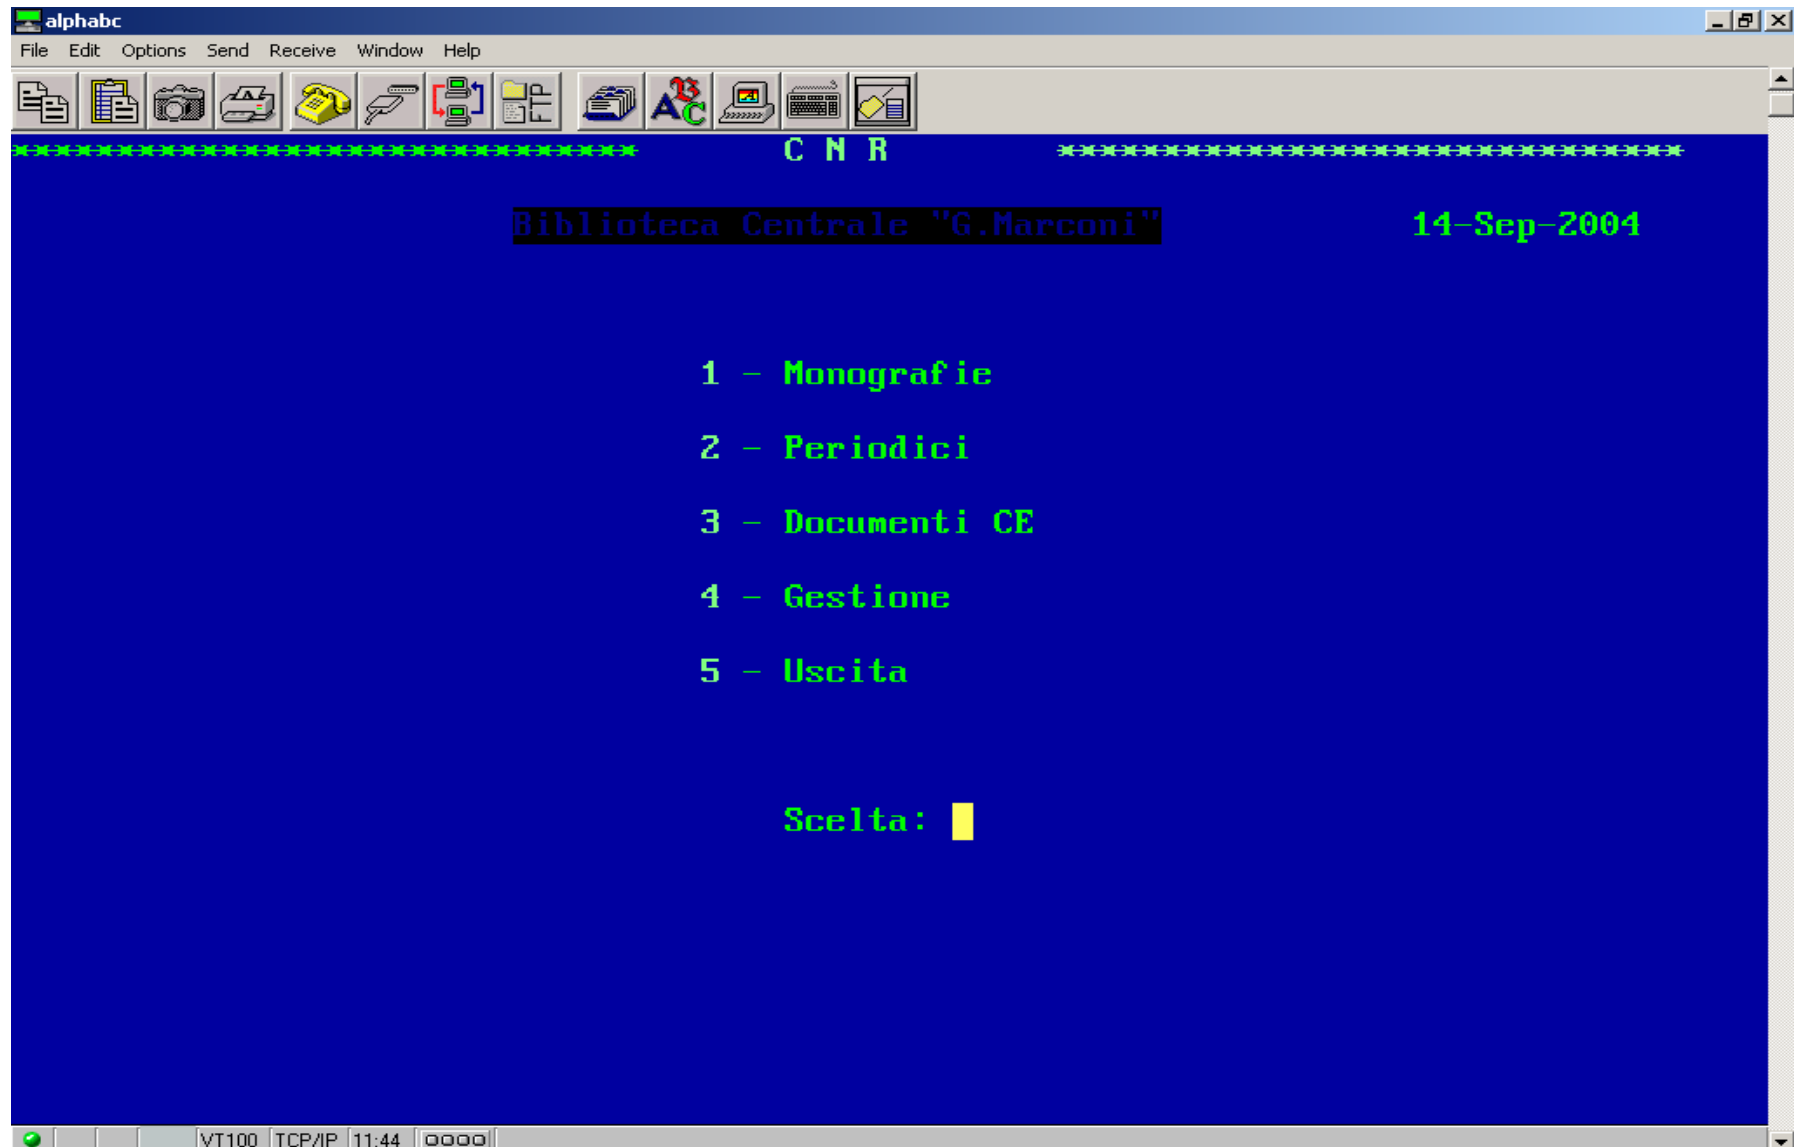 alphabc
File Edit Options Send Receive Window Help
FTP
****************************** C N R ******************************
Biblioteca Centrale "G.Marconi" 14-Sep-2004
1 - Monografie
2 - Periodici
3 - Documenti CE
4 - Gestione
5 - Uscita
Scelta:
VT100 TCP/IP 11:44